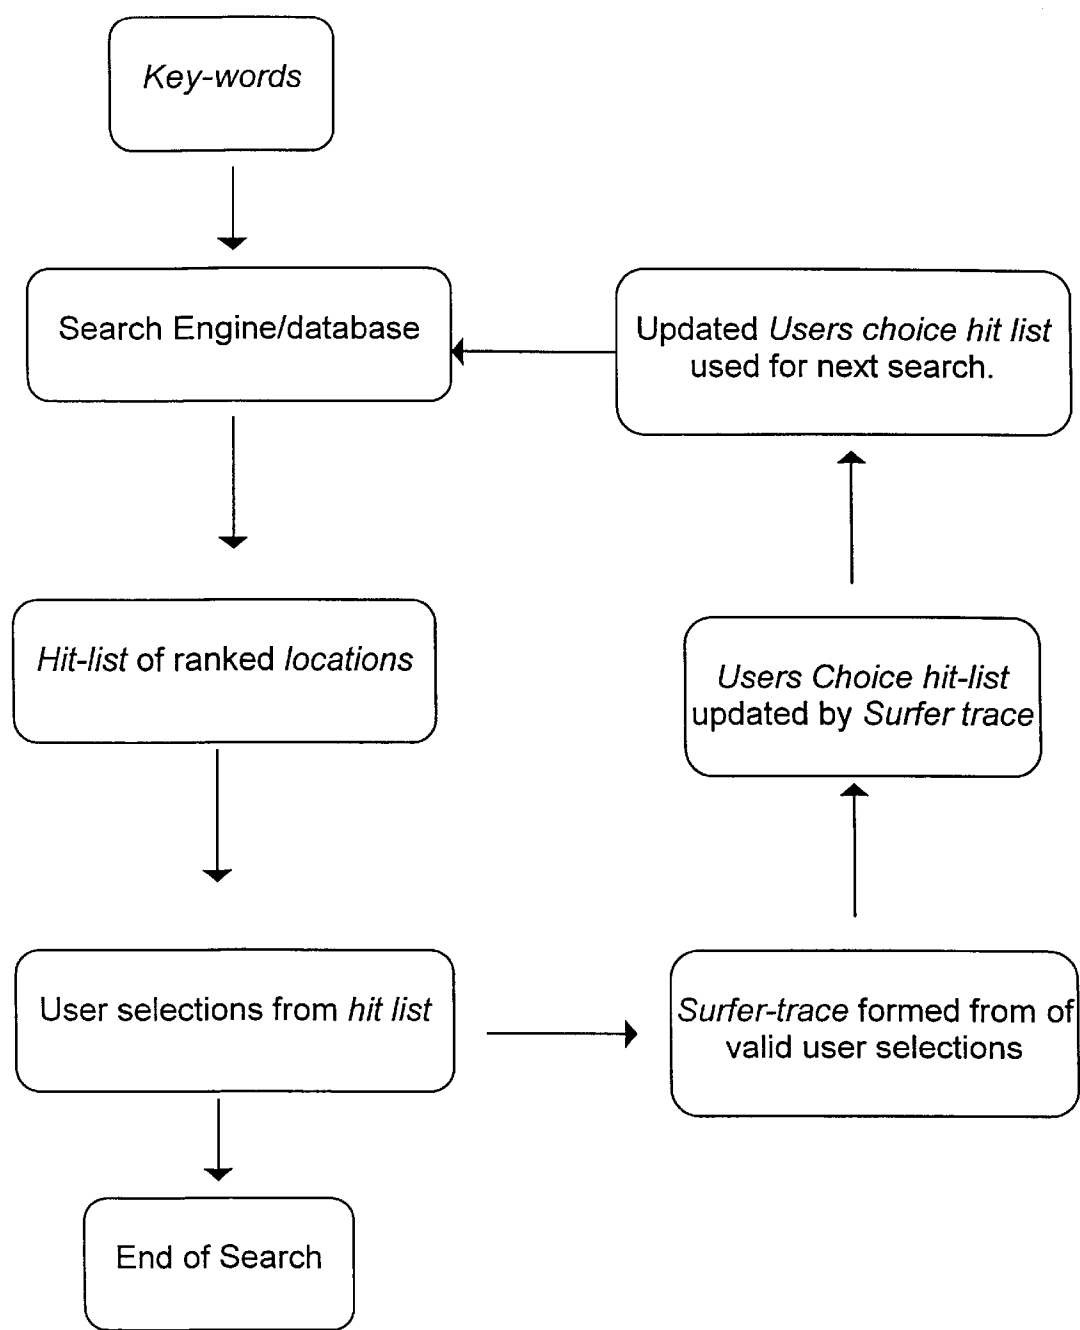 Key-words
Search Engine/database
Updated Users choice hit list
used for next search.
Hit-list of ranked locations
Users Choice hit-list
updated by Surfer trace
User selections from hit list
Surfer-trace formed from of
valid user selections
End of Search